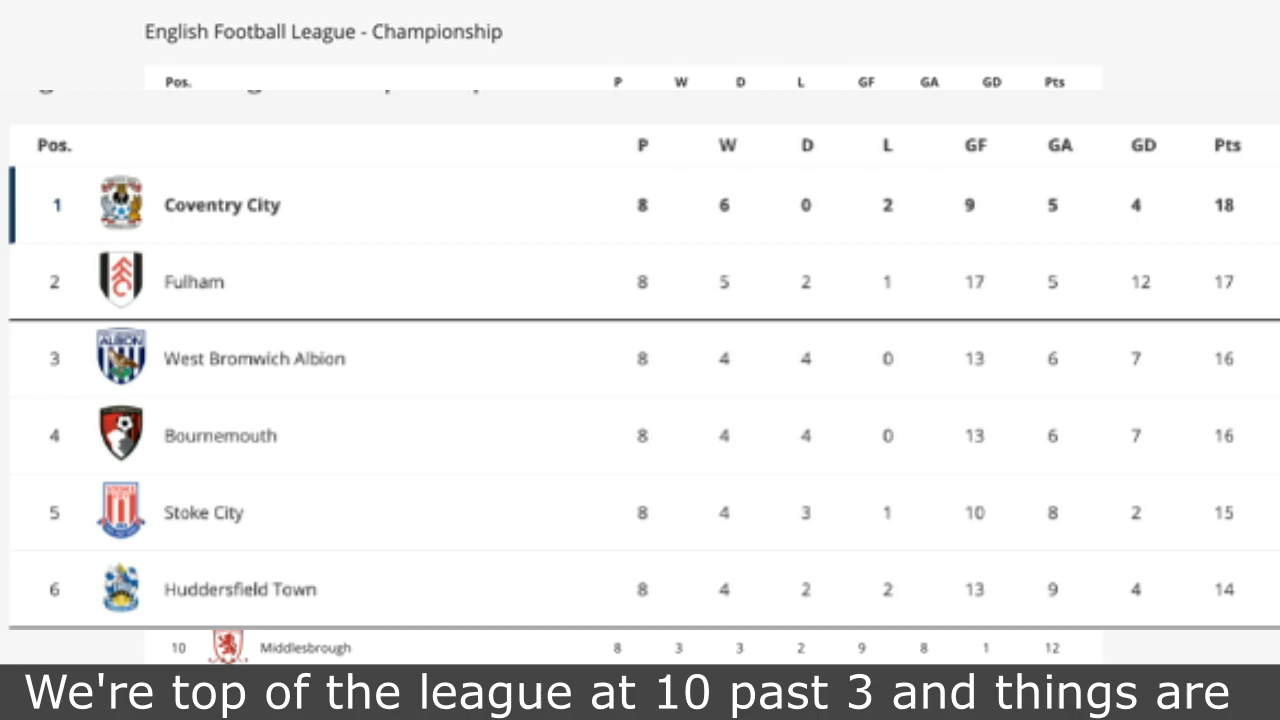 English Football League - Championship
Pos. P W D L GF GA GD Pts
Pos. P W D L GF GA GD Pts
1 Coventry City 8 6 0 2 9 5 4 18
2 Fulham 8 5 2 1 17 5 12 17
ALBION
3 West Bromwich Albion 8 4 4 0 13 6 7 16
4 Bournemouth 8 4 4 0 13 6 7 16
5 Stoke City 8 4 3 1 10 8 2 15
6 Huddersfield Town 8 4 2 2 13 9 4 14
10 Middlesbrough 8 3 3 2 9 8 1 12
We're top of the league at 10 past 3 and things are